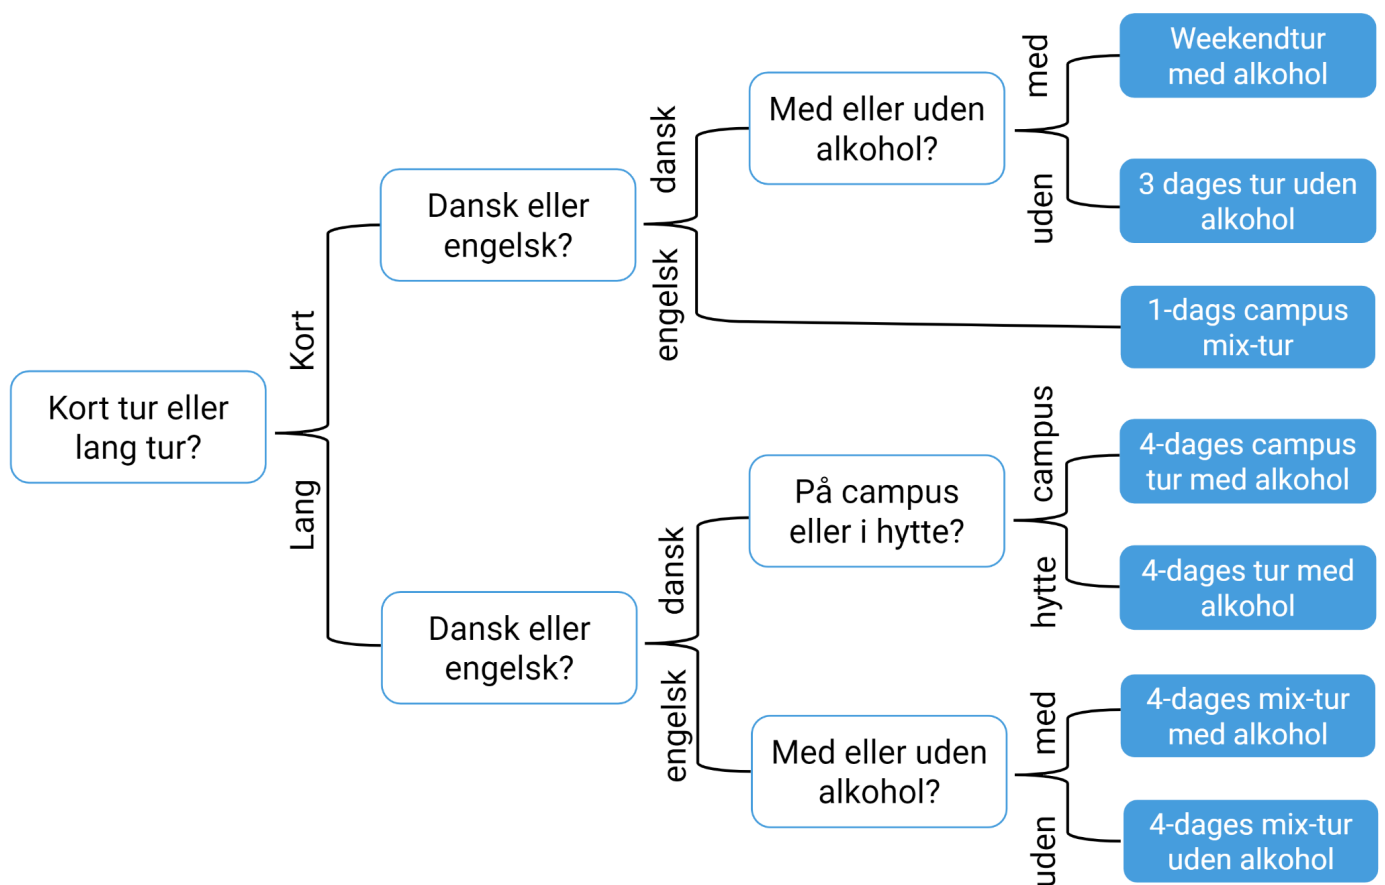 Kort tur eller
lang tur?
Kort
Lang
Dansk eller
engelsk?
dansk
engelsk
Med eller uden
alkohol?
med
uden
Weekendtur
med alkohol
3 dages tur uden
alkohol
1-dags campus
mix-tur
Dansk eller
engelsk?
dansk
engelsk
På campus
eller i hytte?
campus
hytte
4-dages campus
tur med alkohol
4-dages tur med
alkohol
Med eller uden
alkohol?
med
uden
4-dages mix-tur
med alkohol
4-dages mix-tur
uden alkohol